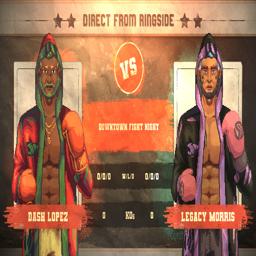 DIRECT FROM RINGSIDE
VS
DOWNTOWN FIGHT NIGHT
0/0/0 W/L/D 0/0/0
DASH LOPEZ
LEGACY MORRIS
0 KOs 0